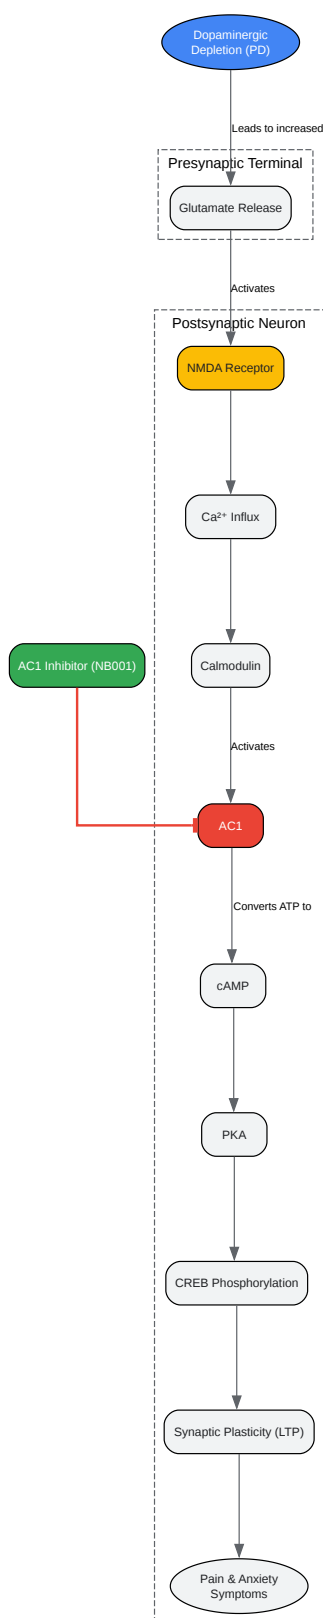 Dopaminergic
Depletion (PD)
Leads to increased
Presynaptic Terminal
Glutamate Release
Activates
Postsynaptic Neuron
NMDA Receptor
Ca²⁺ Influx
AC1 Inhibitor (NB001)
Calmodulin
Activates
AC1
Converts ATP to
cAMP
PKA
CREB Phosphorylation
Synaptic Plasticity (LTP)
Pain & Anxiety
Symptoms